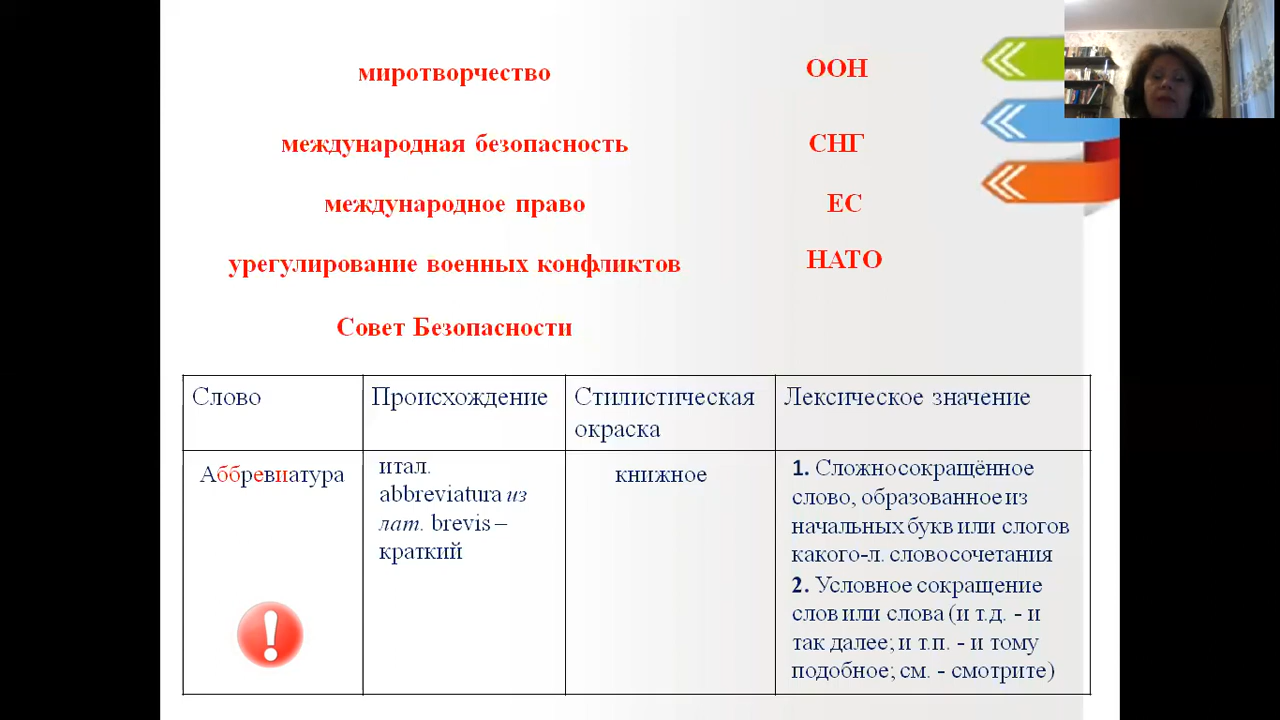 миротворчество
ООН
международная безопасность
СНГ
международное право
ЕС
урегулирование военных конфликтов
НАТО
Совет Безопасности
Слово
Происхождение
Стилистическая
окраска
Лексическое значение
Аббревиатура
итал.
abbreviatura из
лат. brevis –
краткий
книжное
1. Сложносокращённое
слово, образованное из
начальных букв или слогов
какого-л. словосочетания
2. Условное сокращение
слов или слова (и т.д. - и
так далее; и т.п. - и тому
подобное; см. - смотрите)